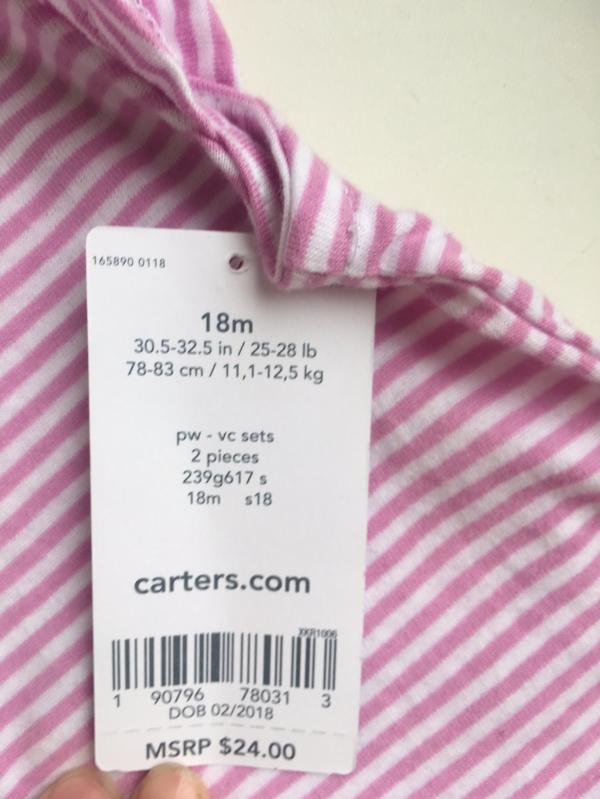 165890 0118
18m
30.5-32.5 in / 25-28 lb
78-83 cm / 11,1-12,5 kg
pw - vc sets
2 pieces
239g617 s
18m s18
carters.com
XKR1006
1 90796 78031 3
DOB 02/2018
MSRP $24.00